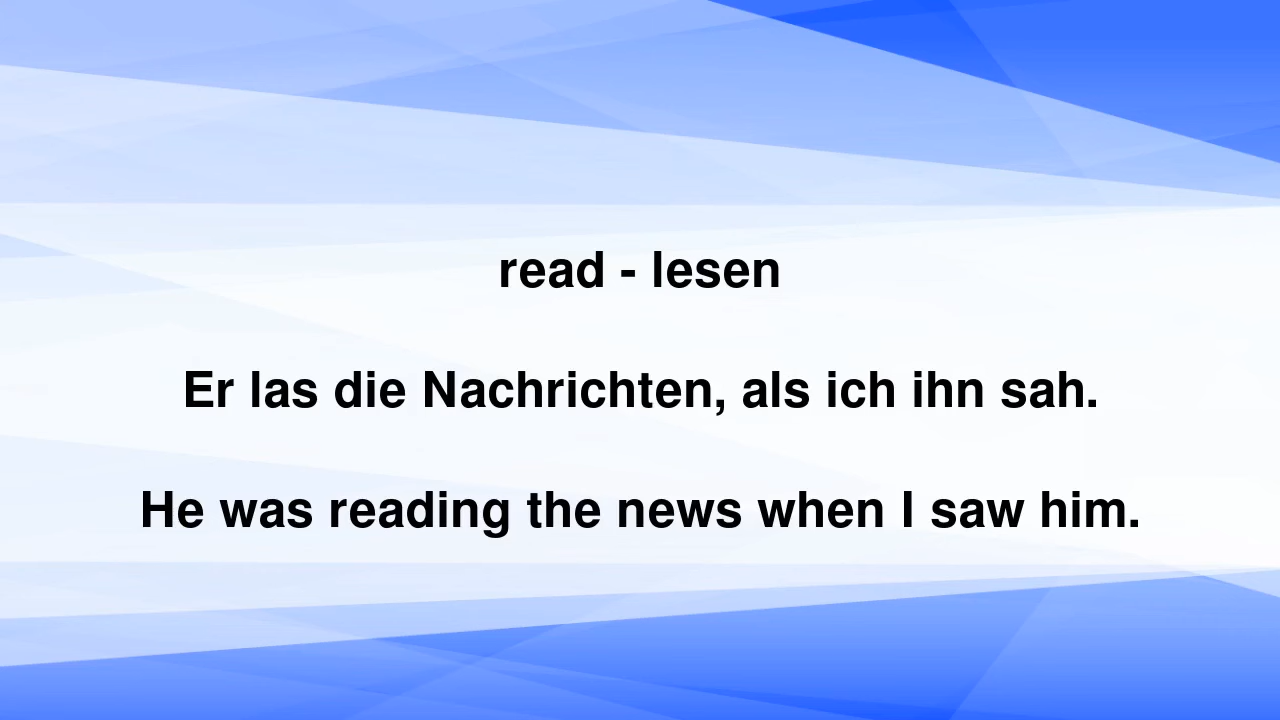 read - lesen
Er las die Nachrichten, als ich ihn sah.
He was reading the news when I saw him.